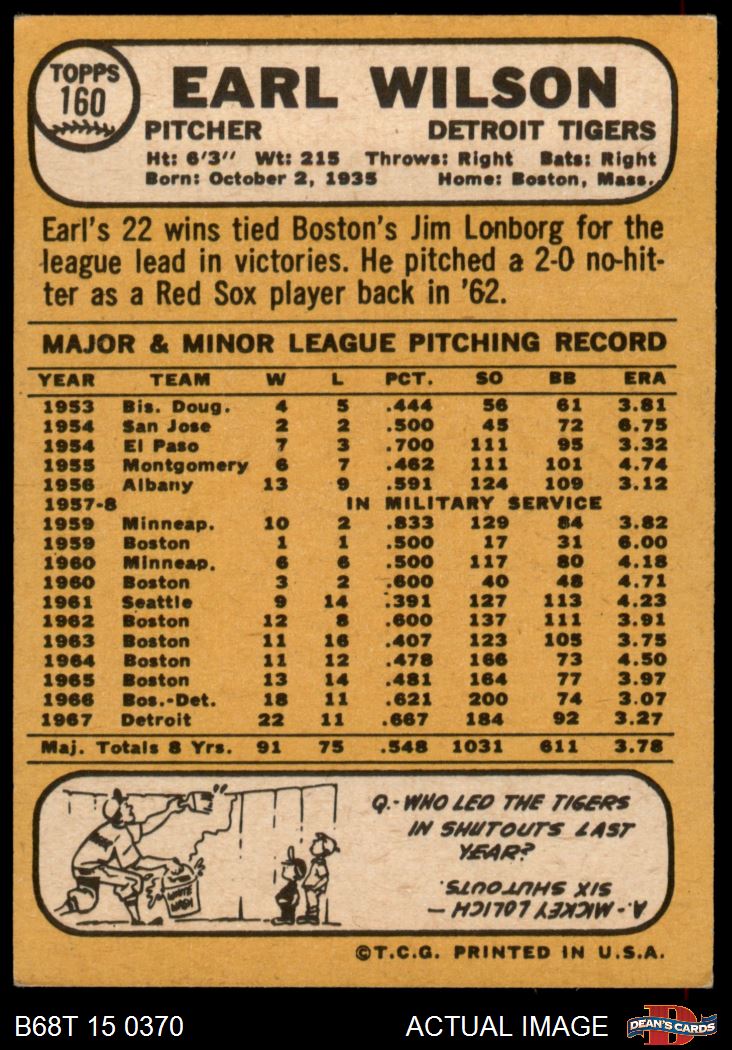 TOPPS
160
EARL WILSON
PITCHER DETROIT TIGERS
Ht: 6'3" Wt: 215 Throws: Right Bats: Right
Born: October 2, 1935 Home: Boston, Mass.
Earl's 22 wins tied Boston's Jim Lonborg for the
league lead in victories. He pitched a 2-0 no-hit-
ter as a Red Sox player back in '62.
MAJOR & MINOR LEAGUE PITCHING RECORD
YEAR TEAM W L PCT. SO BB ERA
1953 Bis. Doug. 4 5 .444 56 61 3.81
1954 San Jose 2 2 .500 45 72 6.75
1954 El Paso 7 3 .700 111 95 3.32
1955 Montgomery 6 7 .462 111 101 4.74
1956 Albany 13 9 .591 124 109 3.12
1957-8 IN MILITARY SERVICE
1959 Minneap. 10 2 .833 129 84 3.82
1959 Boston 1 1 .500 17 31 6.00
1960 Minneap. 6 6 .500 117 80 4.18
1960 Boston 3 2 .600 40 48 4.71
1961 Seattle 9 14 .391 127 113 4.23
1962 Boston 12 8 .600 137 111 3.91
1963 Boston 11 16 .407 123 105 3.75
1964 Boston 11 12 .478 166 73 4.50
1965 Boston 13 14 .481 164 77 3.97
1966 Bos.-Det. 18 11 .621 200 74 3.07
1967 Detroit 22 11 .667 184 92 3.27
Maj. Totals 8 Yrs. 91 75 .548 1031 611 3.78
Q.- WHO LED THE TIGERS
IN SHUTOUTS LAST
YEAR?
A.- MICKEY LOLICH —
SIX SHUTOUTS.
WHITE
WASH
©T.C.G. PRINTED IN U.S.A.
B68T 15 0370 ACTUAL IMAGE
DEAN'S CARDS